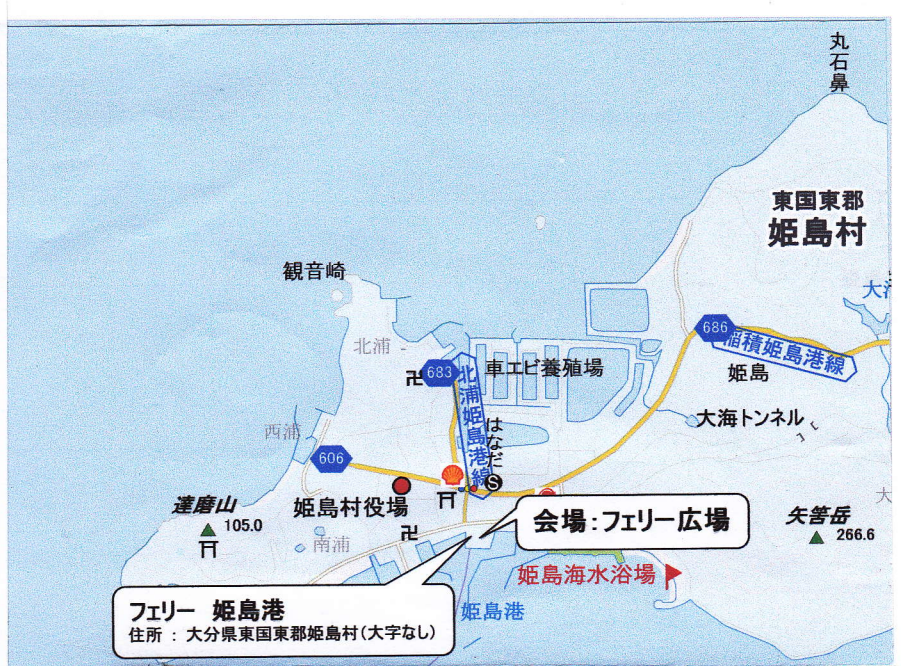 丸石鼻
東国東郡
姫島村
観音崎
大海
北浦
686
稲積姫島港線
683
北浦姫島港線
車エビ養殖場
姫島
大海トンネル
はなだ
S
西浦
606
達磨山
105.0
姫島村役場
会場：フェリー広場
矢筈岳
266.6
大
南浦
姫島海水浴場
フェリー 姫島港
住所 ： 大分県東国東郡姫島村（大字なし）
姫島港